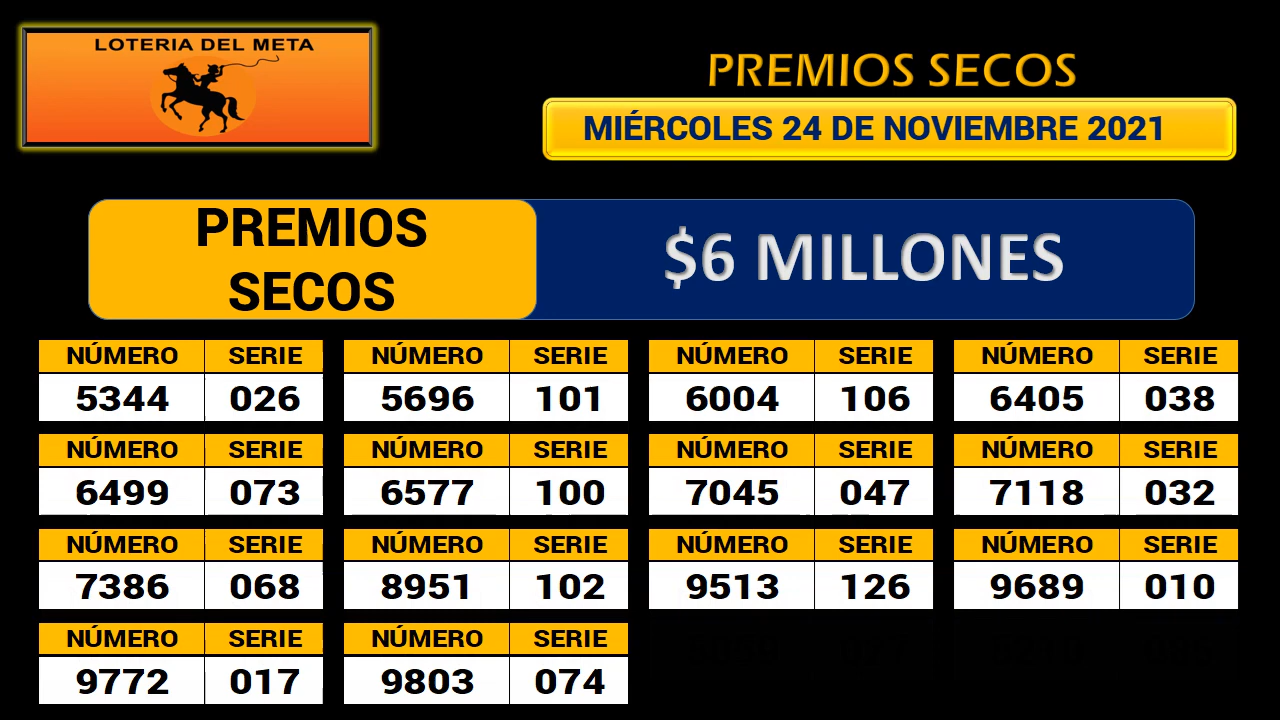 LOTERIA DEL META
PREMIOS SECOS
MIÉRCOLES 24 DE NOVIEMBRE 2021
PREMIOS
SECOS
$6 MILLONES
NÚMERO SERIE NÚMERO SERIE NÚMERO SERIE NÚMERO SERIE
5344 026 5696 101 6004 106 6405 038
NÚMERO SERIE NÚMERO SERIE NÚMERO SERIE NÚMERO SERIE
6499 073 6577 100 7045 047 7118 032
NÚMERO SERIE NÚMERO SERIE NÚMERO SERIE NÚMERO SERIE
7386 068 8951 102 9513 126 9689 010
NÚMERO SERIE NÚMERO SERIE
9772 017 9803 074